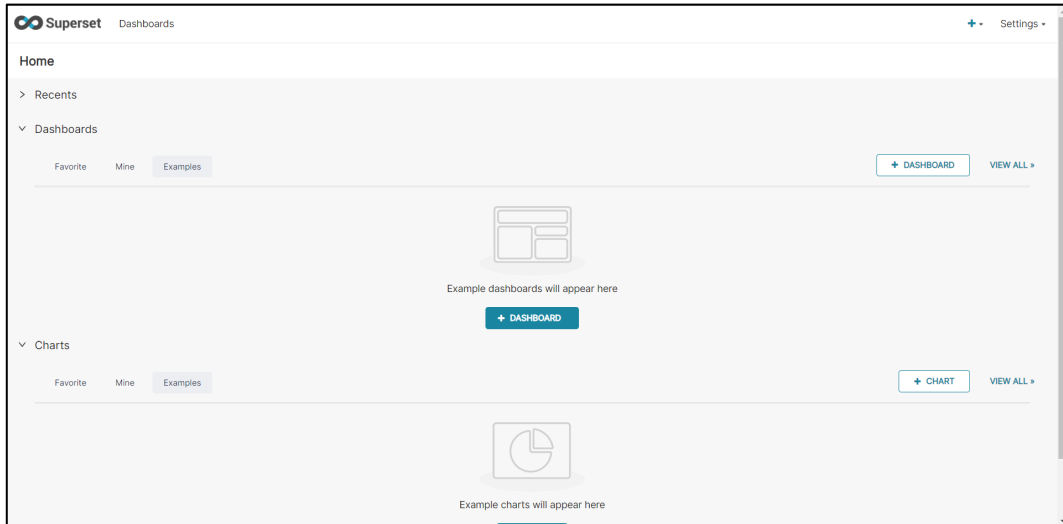 Superset Dashboards + Settings
Home
> Recents
Dashboards
Favorite Mine Examples + DASHBOARD VIEW ALL »
Example dashboards will appear here
+ DASHBOARD
Charts
Favorite Mine Examples + CHART VIEW ALL »
Example charts will appear here